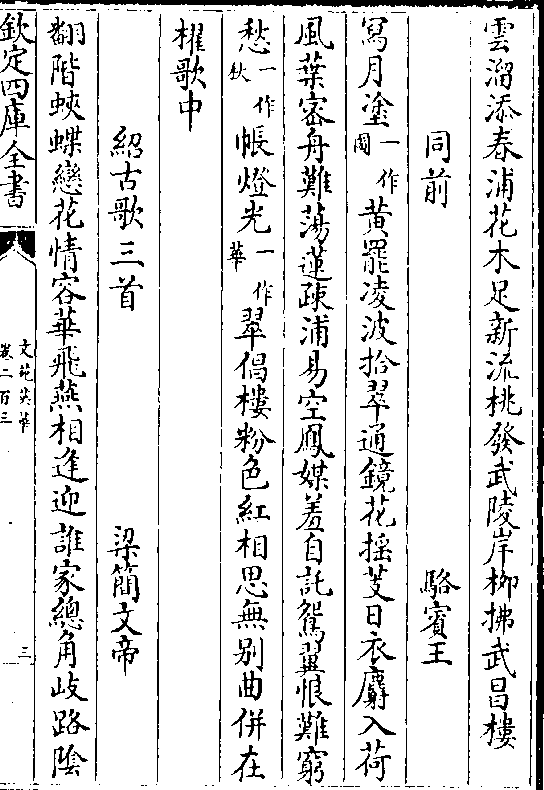 雲溜添春浦花木足新流桃發武陵岸柳拂武昌樓
同前 駱賓王
冩月塗一作圖黄罷凌波拾翠通鏡花揺芰日衣麝入荷
風葉宻舟難蕩蓮疎浦易空鳳媒羞自託鴛翼恨難窮
愁一作秋帳燈光一作華翠倡樓粉色紅相思無别曲併在
櫂歌中
紹古歌三首 梁簡文帝
翻階蛺蝶戀花情容華飛燕相逢迎誰家總角歧路隂
欽定四庫全書
文苑英華
卷二百三
三